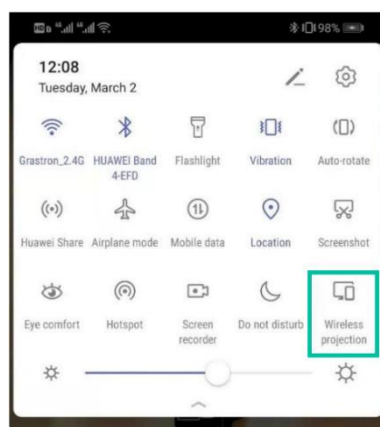 HD 98%
12:08
Tuesday, March 2
Grastron_2.4G HUAWEI Band 4-EFD Flashlight Vibration Auto-rotate
Huawei Share Airplane mode Mobile data Location Screenshot
Eye comfort Hotspot Screen recorder Do not disturb Wireless projection